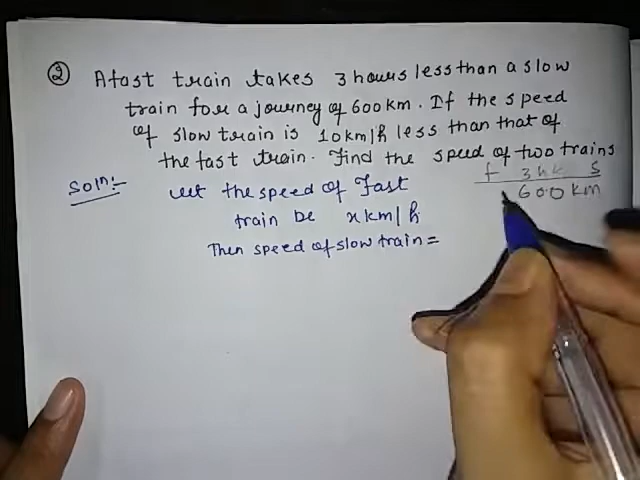 ② A fast train takes 3 hours less than a slow
train for a journey of 600 km. If the speed
of slow train is 10 km/h less than that of
the fast train. Find the speed of two trains
Soln:- Let the speed of Fast
train be x km/h
Then speed of slow train =
f 3hr s
600 km